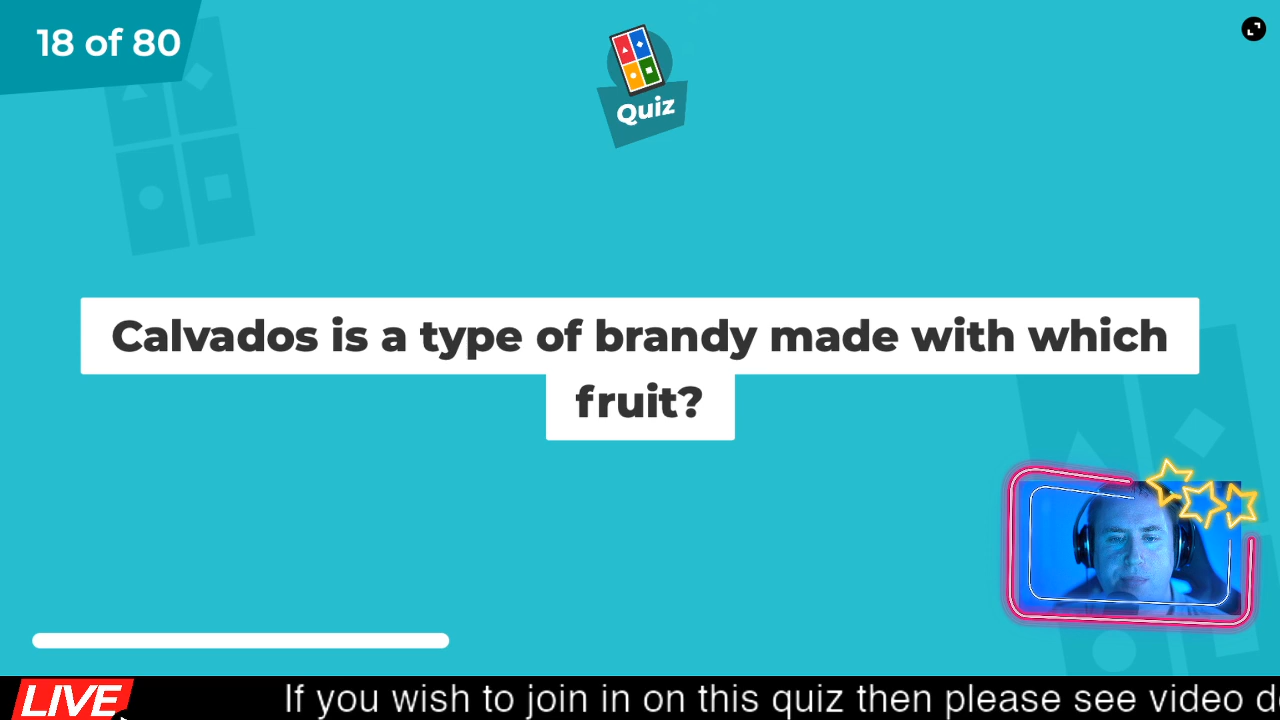 18 of 80
Quiz
Calvados is a type of brandy made with which
fruit?
LIVE
If you wish to join in on this quiz then please see video d